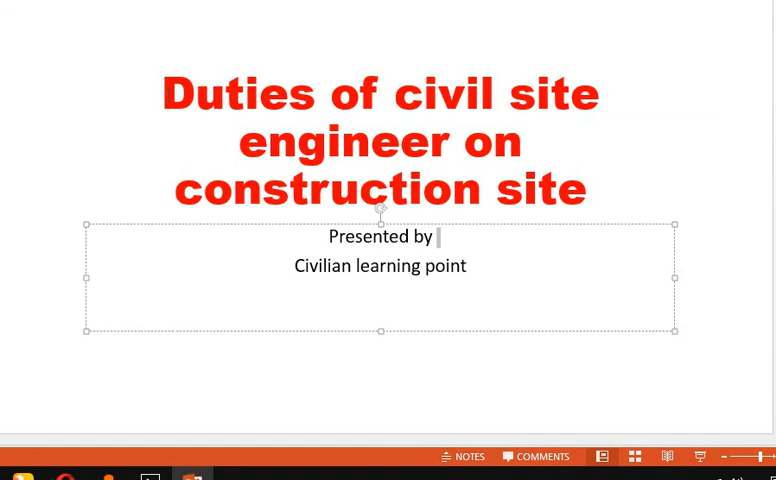 Duties of civil site
engineer on
construction site
Presented by
Civilian learning point
NOTES COMMENTS